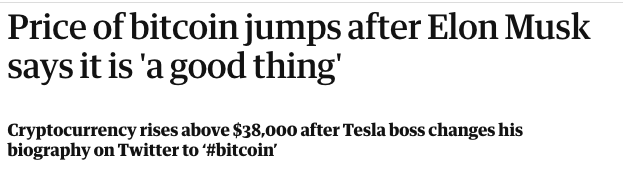 Price of bitcoin jumps after Elon Musk
says it is 'a good thing'
Cryptocurrency rises above $38,000 after Tesla boss changes his
biography on Twitter to ‘#bitcoin’